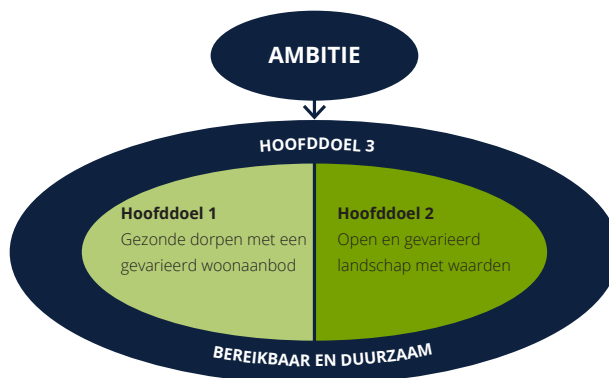 AMBITIE
HOOFDDOEL 3
Hoofddoel 1
Gezonde dorpen met een
gevarieerd woonaanbod
Hoofddoel 2
Open en gevarieerd
landschap met waarden
BEREIKBAAR EN DUURZAAM